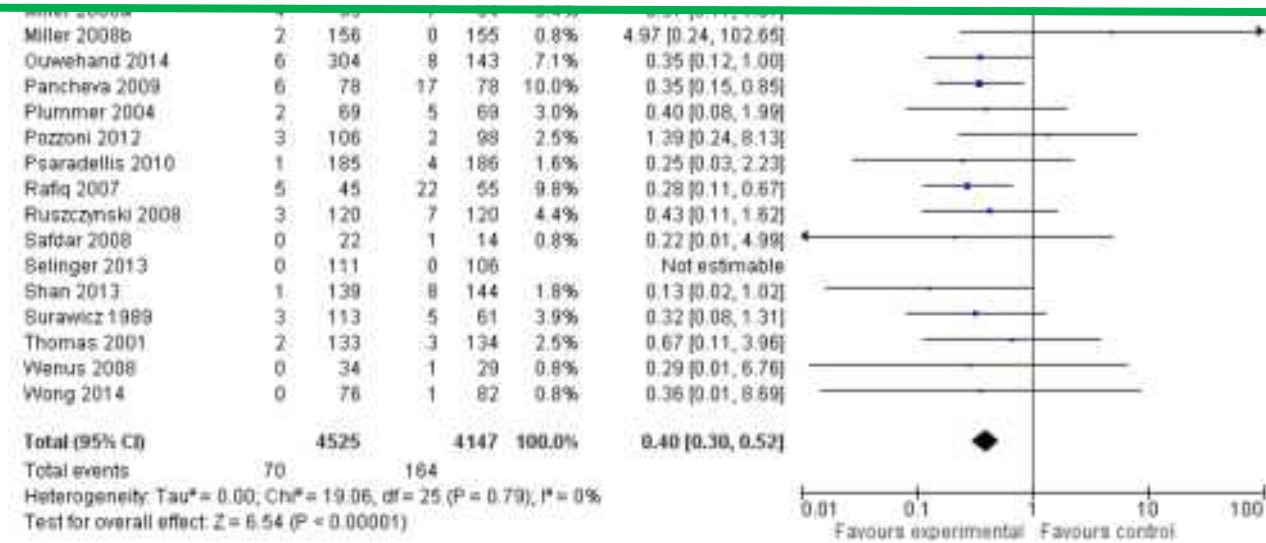 Miller 2008b 2 156 0 155 0.8% 4.97 [0.24, 102.65]
Ouwehand 2014 6 304 8 143 7.1% 0.35 [0.12, 1.00]
Pancheva 2009 6 78 17 78 10.0% 0.35 [0.15, 0.85]
Plummer 2004 2 69 5 69 3.0% 0.40 [0.08, 1.99]
Pozzoni 2012 3 106 2 98 2.5% 1.39 [0.24, 8.13]
Psaradellis 2010 1 185 4 186 1.6% 0.25 [0.03, 2.23]
Rafiq 2007 5 45 22 55 9.8% 0.28 [0.11, 0.67]
Ruszczynski 2008 3 120 7 120 4.4% 0.43 [0.11, 1.62]
Safdar 2008 0 22 1 14 0.8% 0.22 [0.01, 4.99]
Selinger 2013 0 111 0 106 Not estimable
Shan 2013 1 139 8 144 1.8% 0.13 [0.02, 1.02]
Surawicz 1989 3 113 5 61 3.9% 0.32 [0.08, 1.31]
Thomas 2001 2 133 3 134 2.5% 0.67 [0.11, 3.96]
Wenus 2008 0 34 1 29 0.8% 0.29 [0.01, 6.76]
Wong 2014 0 76 1 82 0.8% 0.36 [0.01, 8.69]
Total (95% CI) 4525 4147 100.0% 0.40 [0.30, 0.52]
Total events 70 164
Heterogeneity: Tau² = 0.00; Chi² = 19.06, df = 25 (P = 0.79); I² = 0%
Test for overall effect: Z = 6.54 (P < 0.00001)
0.01 0.1 1 10 100
Favours experimental Favours control